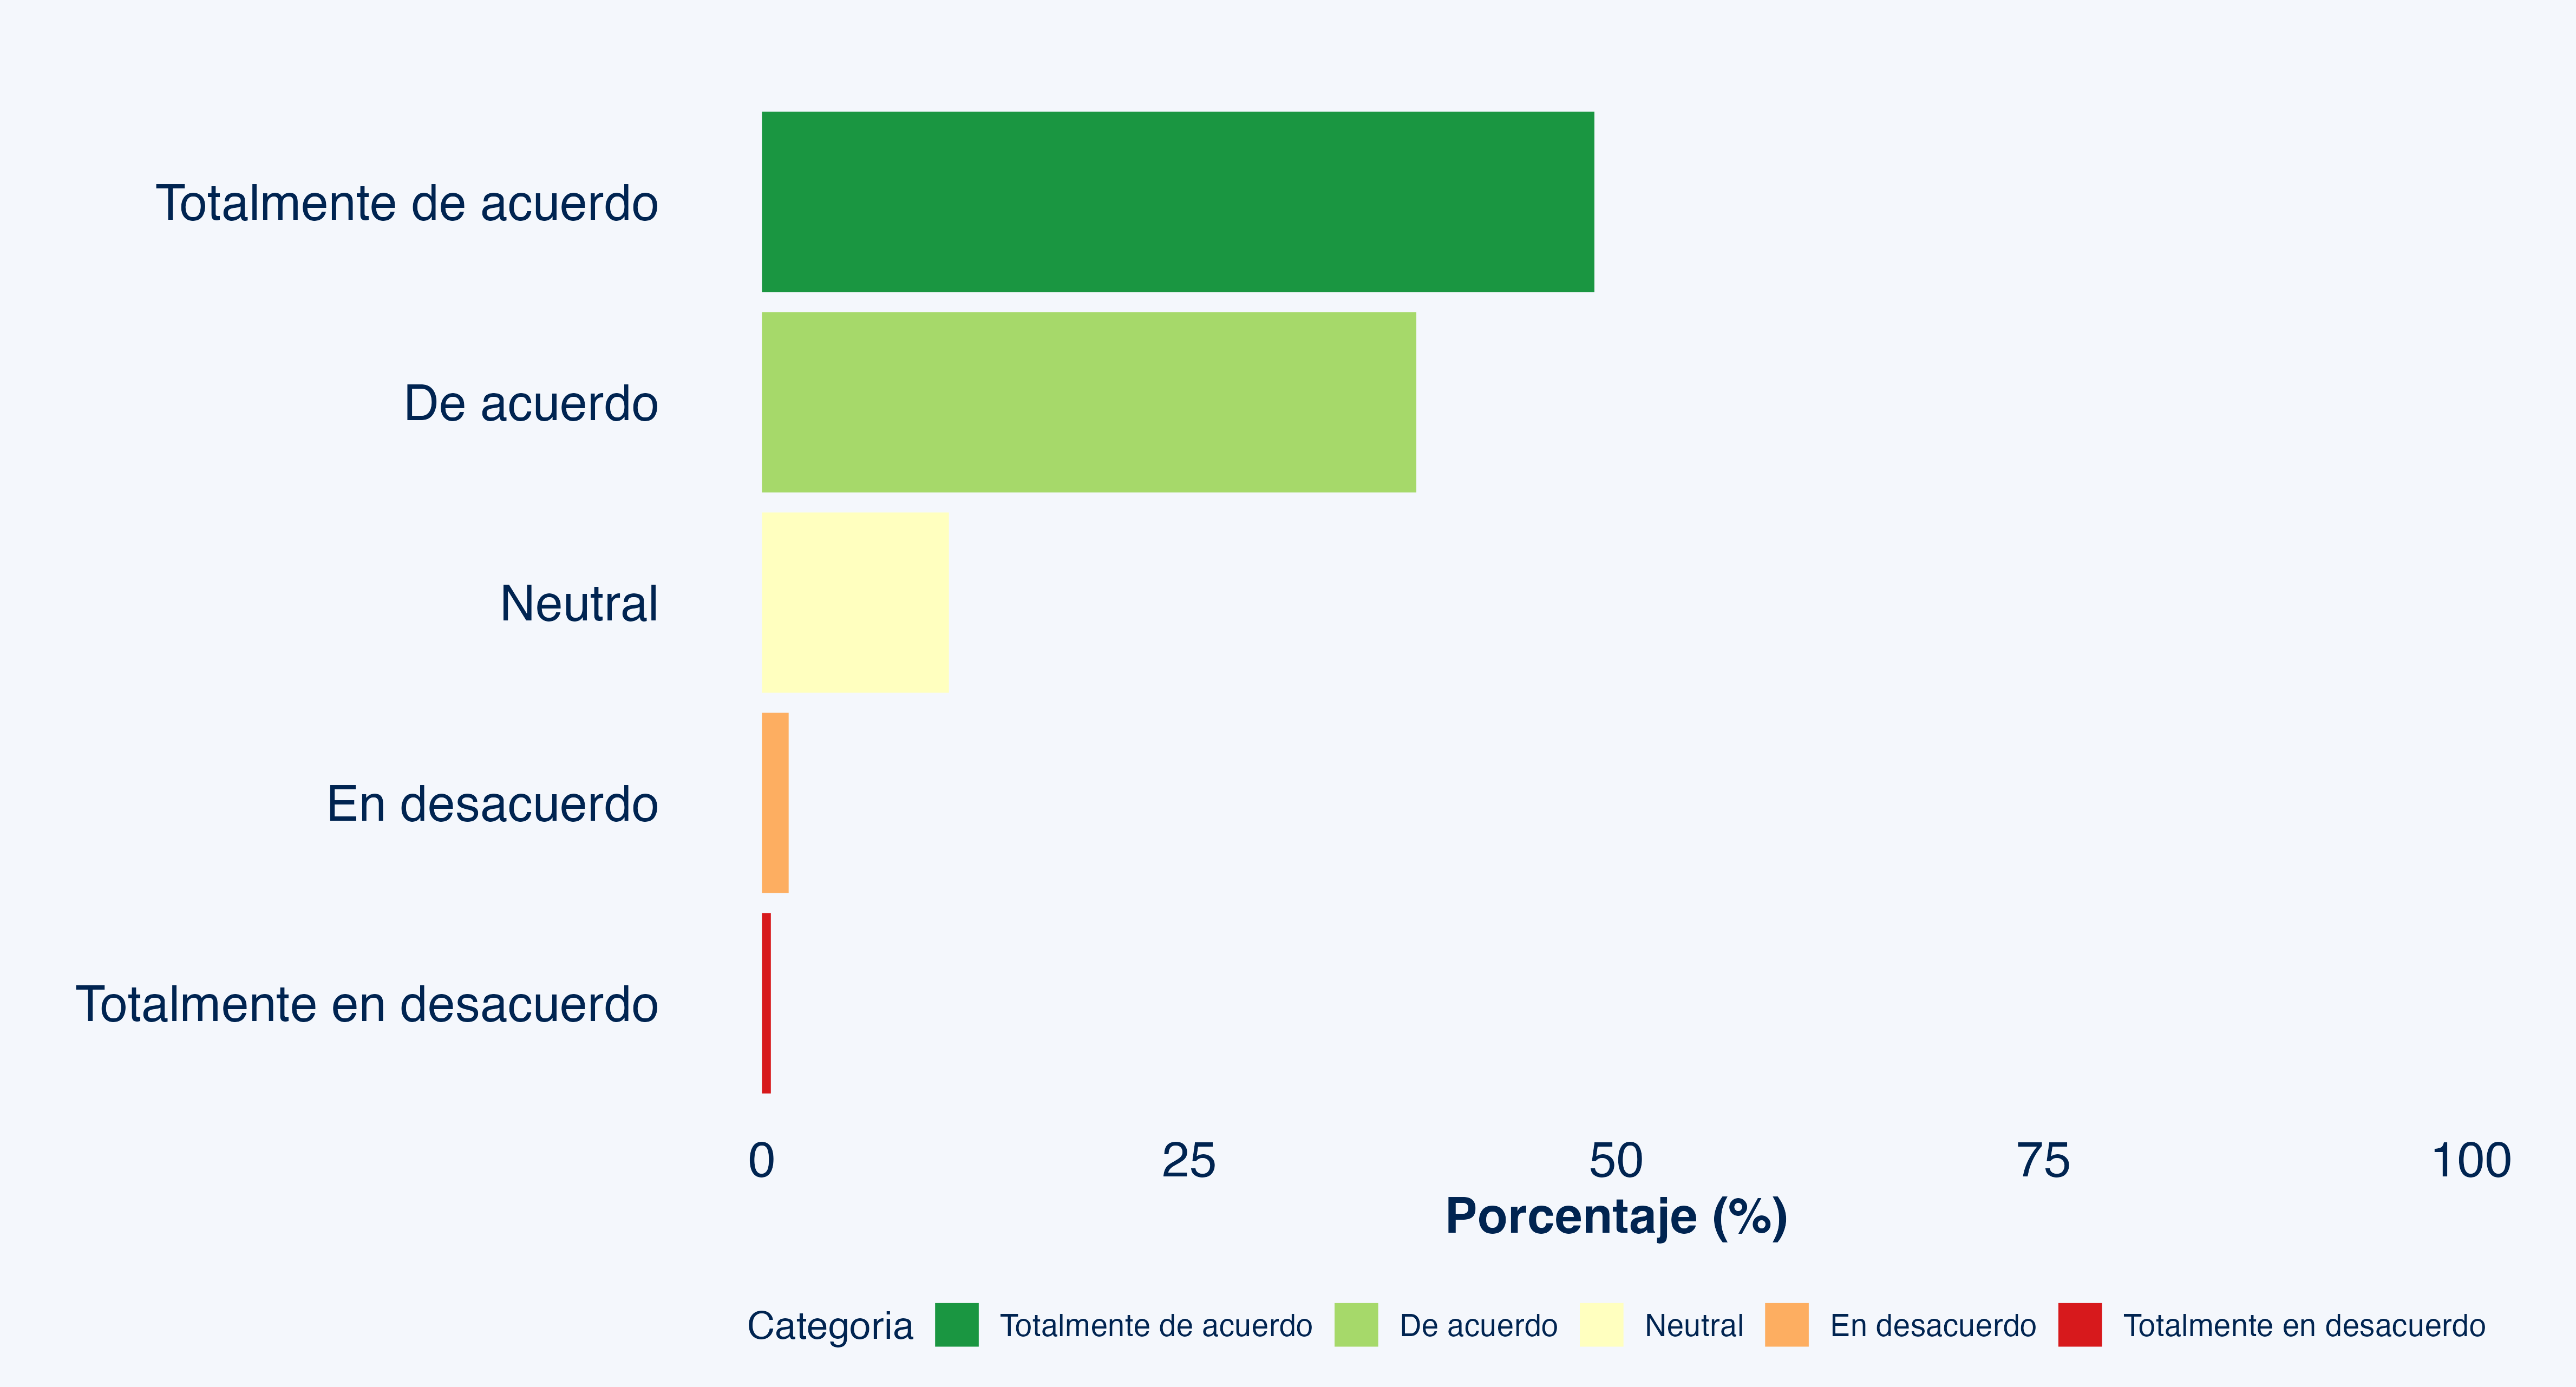 Totalmente de acuerdo
De acuerdo
Neutral
En desacuerdo
Totalmente en desacuerdo
0 25 50 75 100
Porcentaje (%)
Categoria Totalmente de acuerdo De acuerdo Neutral En desacuerdo Totalmente en desacuerdo